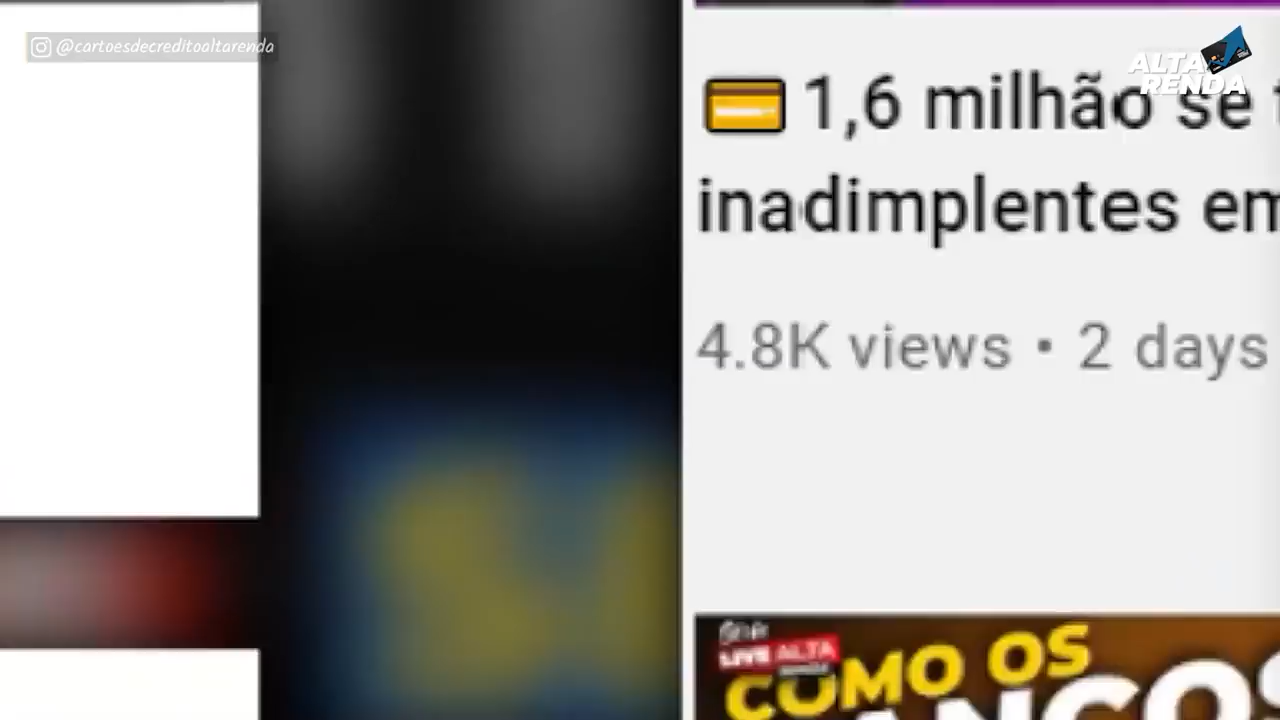 @cartoesdecreditoaltarenda
ALTA
RENDA
💳 1,6 milhão se
inadimplentes em
4.8K views • 2 days
LIVE ALTA
COMO OS